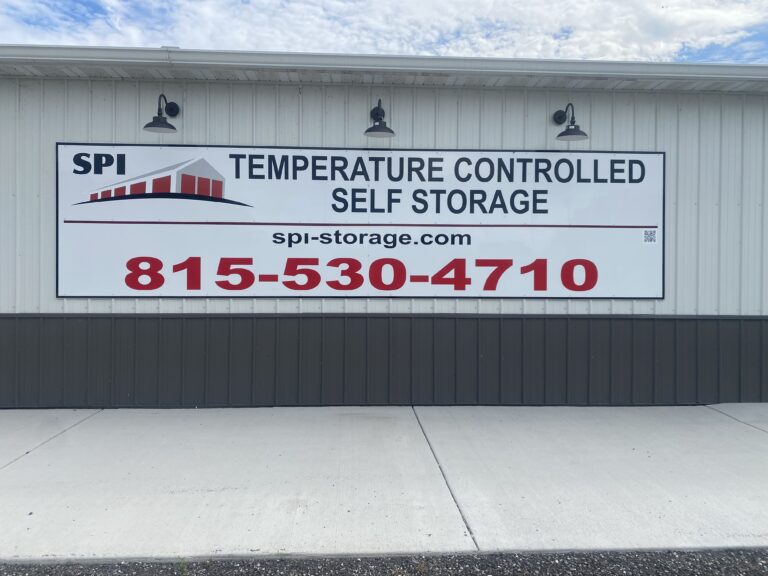 SPI
TEMPERATURE CONTROLLED
SELF STORAGE
spi-storage.com
815-530-4710